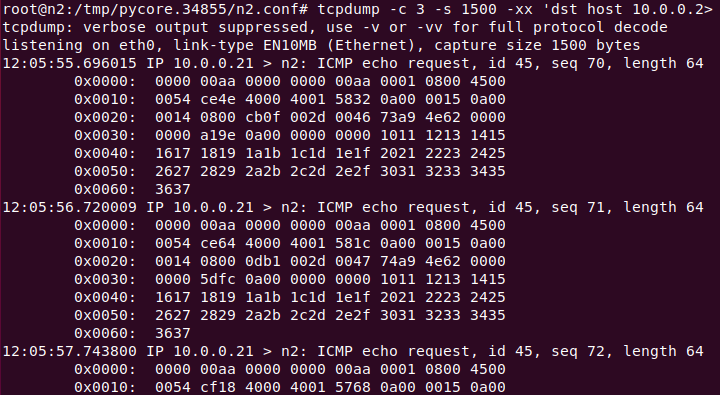 root@n2:/tmp/pycore.34855/n2.conf# tcpdump -c 3 -s 1500 -xx 'dst host 10.0.0.2>
tcpdump: verbose output suppressed, use -v or -vv for full protocol decode
listening on eth0, link-type EN10MB (Ethernet), capture size 1500 bytes
12:05:55.696015 IP 10.0.0.21 > n2: ICMP echo request, id 45, seq 70, length 64
0x0000:  0000 00aa 0000 0000 00aa 0001 0800 4500
0x0010:  0054 ce4e 4000 4001 5832 0a00 0015 0a00
0x0020:  0014 0800 cb0f 002d 0046 73a9 4e62 0000
0x0030:  0000 a19e 0a00 0000 0000 1011 1213 1415
0x0040:  1617 1819 1a1b 1c1d 1e1f 2021 2223 2425
0x0050:  2627 2829 2a2b 2c2d 2e2f 3031 3233 3435
0x0060:  3637
12:05:56.720009 IP 10.0.0.21 > n2: ICMP echo request, id 45, seq 71, length 64
0x0000:  0000 00aa 0000 0000 00aa 0001 0800 4500
0x0010:  0054 ce64 4000 4001 581c 0a00 0015 0a00
0x0020:  0014 0800 0db1 002d 0047 74a9 4e62 0000
0x0030:  0000 5dfc 0a00 0000 0000 1011 1213 1415
0x0040:  1617 1819 1a1b 1c1d 1e1f 2021 2223 2425
0x0050:  2627 2829 2a2b 2c2d 2e2f 3031 3233 3435
0x0060:  3637
12:05:57.743800 IP 10.0.0.21 > n2: ICMP echo request, id 45, seq 72, length 64
0x0000:  0000 00aa 0000 0000 00aa 0001 0800 4500
0x0010:  0054 cf18 4000 4001 5768 0a00 0015 0a00